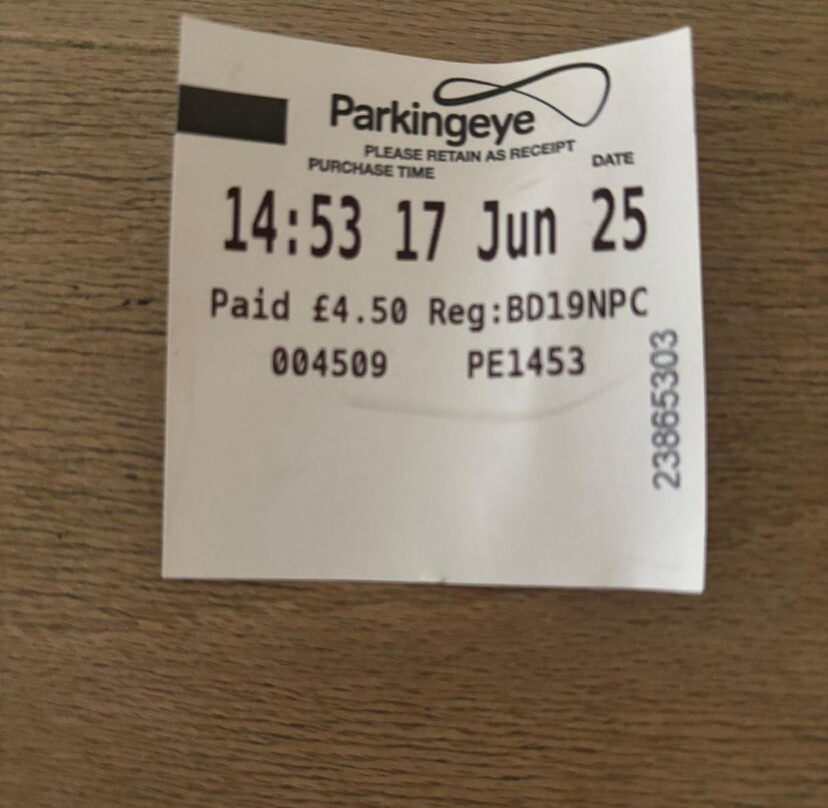 Parkingeye
PLEASE RETAIN AS RECEIPT
PURCHASE TIME DATE
14:53 17 Jun 25
Paid £4.50 Reg:BD19NPC
004509 PE1453
23865303